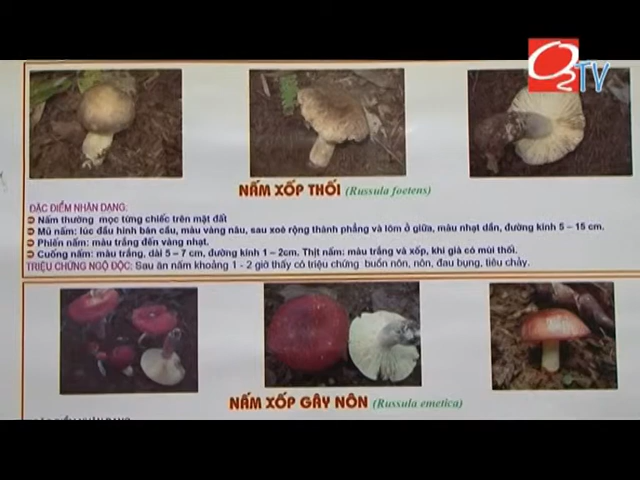 O2TV
NẤM XỐP THỐI (Russula foetens)
ĐẶC ĐIỂM NHẬN DẠNG:
Nấm thường mọc từng chiếc trên mặt đất
Mũ nấm: lúc đầu hình bán cầu, màu vàng nâu, sau xoè rộng thành phẳng và lõm ở giữa, màu nhạt dần, đường kính 5 – 15 cm.
Phiến nấm: màu trắng đến vàng nhạt.
Cuống nấm: màu trắng, dài 5 – 7 cm, đường kính 1 – 2cm. Thịt nấm: màu trắng và xốp, khi già có mùi thối.
TRIỆU CHỨNG NGỘ ĐỘC: Sau ăn nấm khoảng 1 - 2 giờ thấy có triệu chứng buồn nôn, nôn, đau bụng, tiêu chảy.
NẤM XỐP GÂY NÔN (Russula emetica)